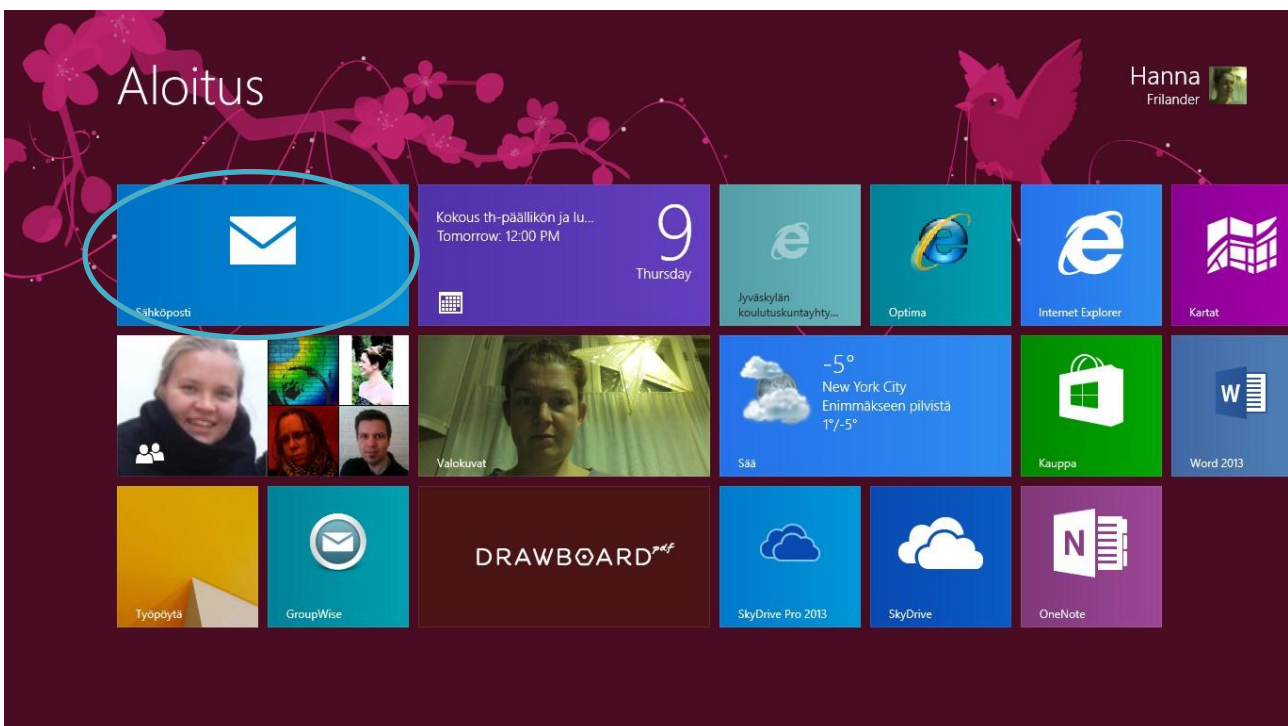 Aloitus
Hanna
Frilander
Sähköposti
Kokous th-päällikön ja lu...
Tomorrow: 12:00 PM
9
Thursday
Jyväskylän
koulutuskuntayhty...
Optima
Internet Explorer
Kartat
Valokuvat
-5°
New York City
Enimmäkseen pilvistä
1°/-5°
Sää
Kauppa
W
Word 2013
Työpöytä
GroupWise
DRAWBOARD pdf
SkyDrive Pro 2013
SkyDrive
N
OneNote